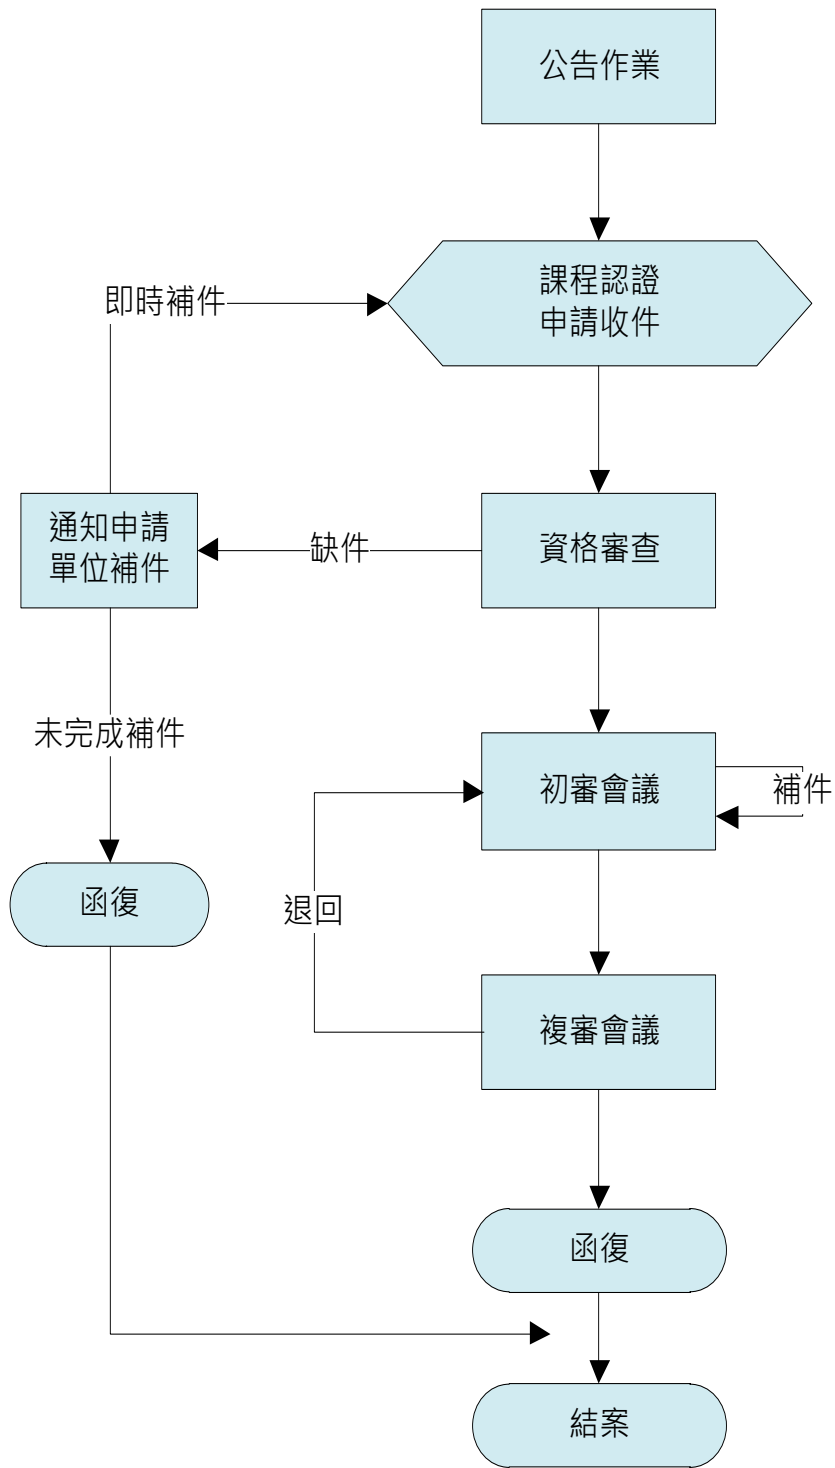 公告作業
課程認證
申請收件
即時補件
通知申請
單位補件
缺件
資格審查
未完成補件
初審會議
補件
函復
退回
複審會議
函復
結案